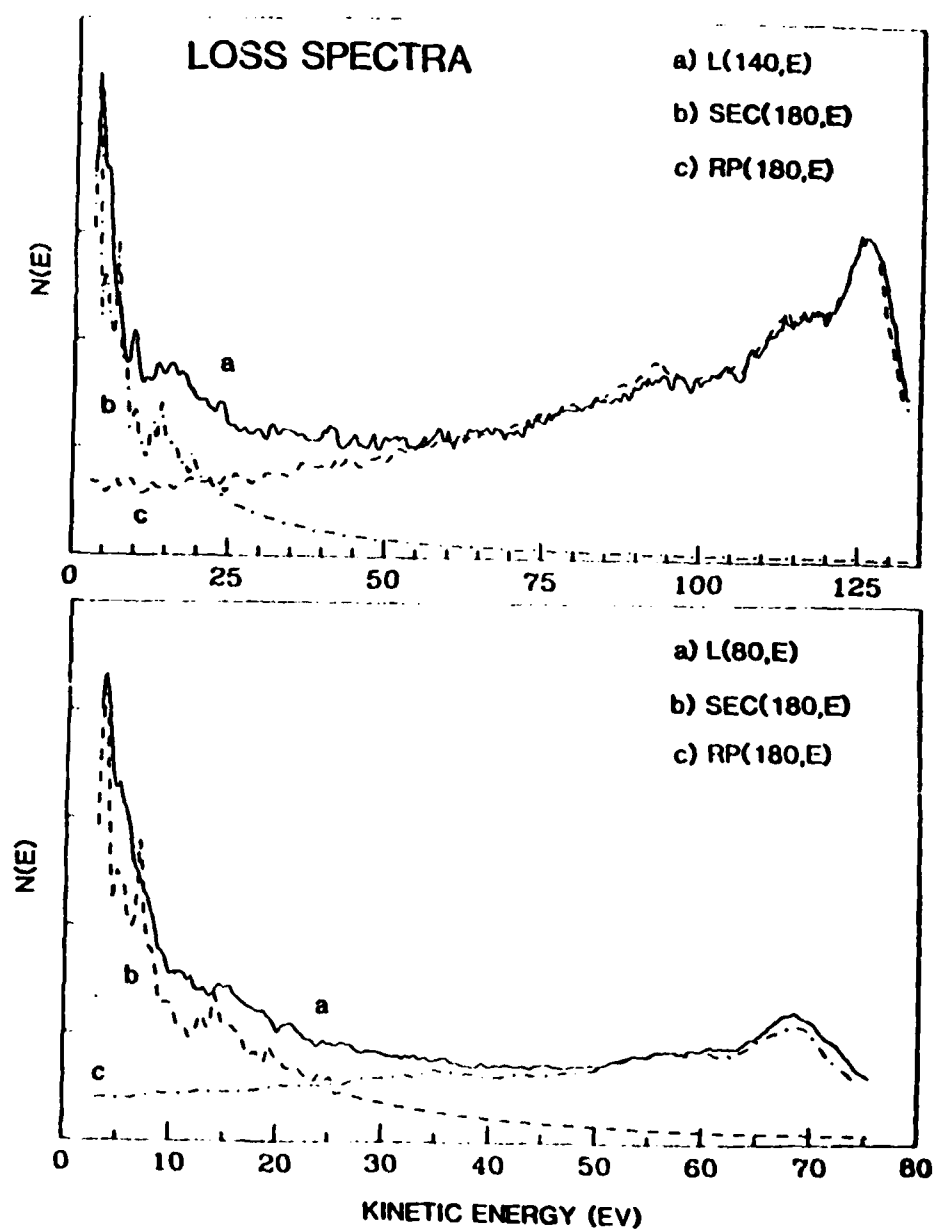 LOSS SPECTRA
a) L(140,E)
b) SEC(180,E)
c) RP(180,E)
N(E)
a
b
c
0 25 50 75 100 125
a) L(80,E)
b) SEC(180,E)
c) RP(180,E)
N(E)
a
b
c
0 10 20 30 40 50 60 70 80
KINETIC ENERGY (EV)